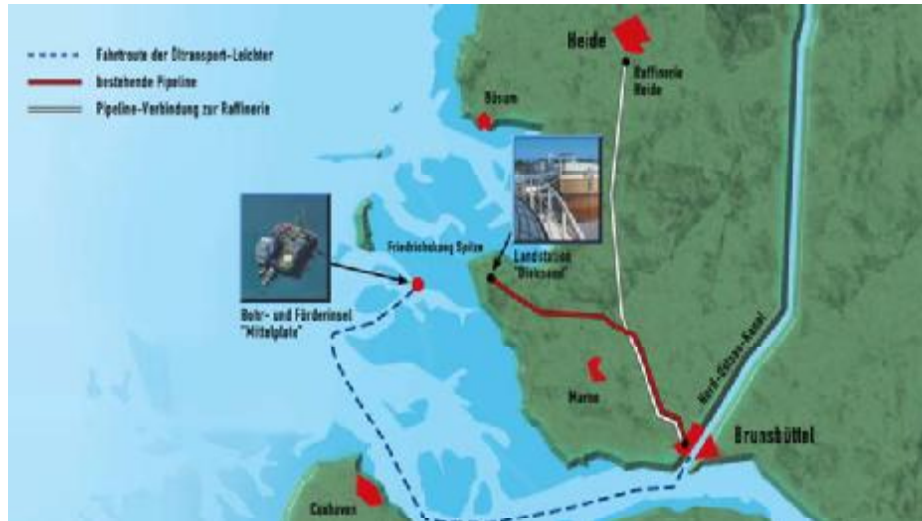 Fahrtroute der Öltransport-Leichter
bestehende Pipeline
Pipeline-Verbindung zur Raffinerie
Heide
Raffinerie
Heide
Büsum
Friedrichskoog Spitze
Landstation
"Dieksand"
Bohr- und Förderinsel
"Mittelplate"
Marne
Nord-Ostsee-Kanal
Brunsbüttel
Cuxhaven